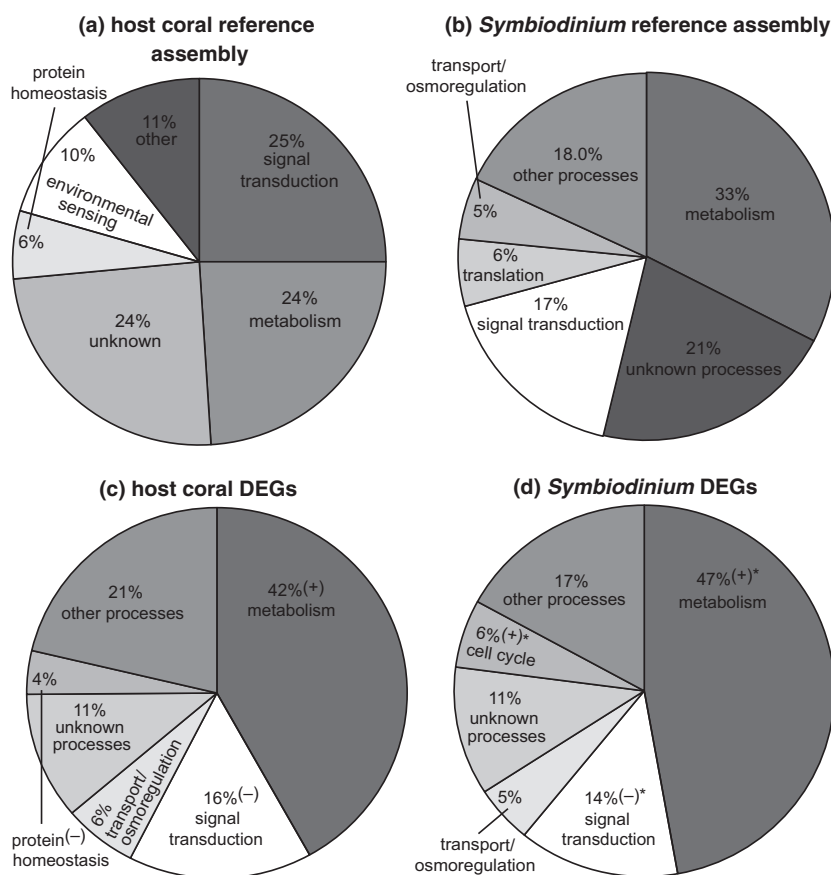 (a) host coral reference
assembly
protein
homeostasis
11%
other
25%
signal
transduction
10%
environmental
sensing
6%
24%
unknown
24%
metabolism
(b) Symbiodinium reference assembly
transport/
osmoregulation
18.0%
other processes
33%
metabolism
5%
6%
translation
17%
signal transduction
21%
unknown processes
(c) host coral DEGs
21%
other processes
42%(+)
metabolism
4%
11%
unknown
processes
6%
transport/
osmoregulation
16%(–)
signal
transduction
protein(–)
homeostasis
(d) Symbiodinium DEGs
17%
other processes
47%(+)*
metabolism
6%(+)*
cell cycle
11%
unknown
processes
5%
14%(–)*
signal
transduction
transport/
osmoregulation